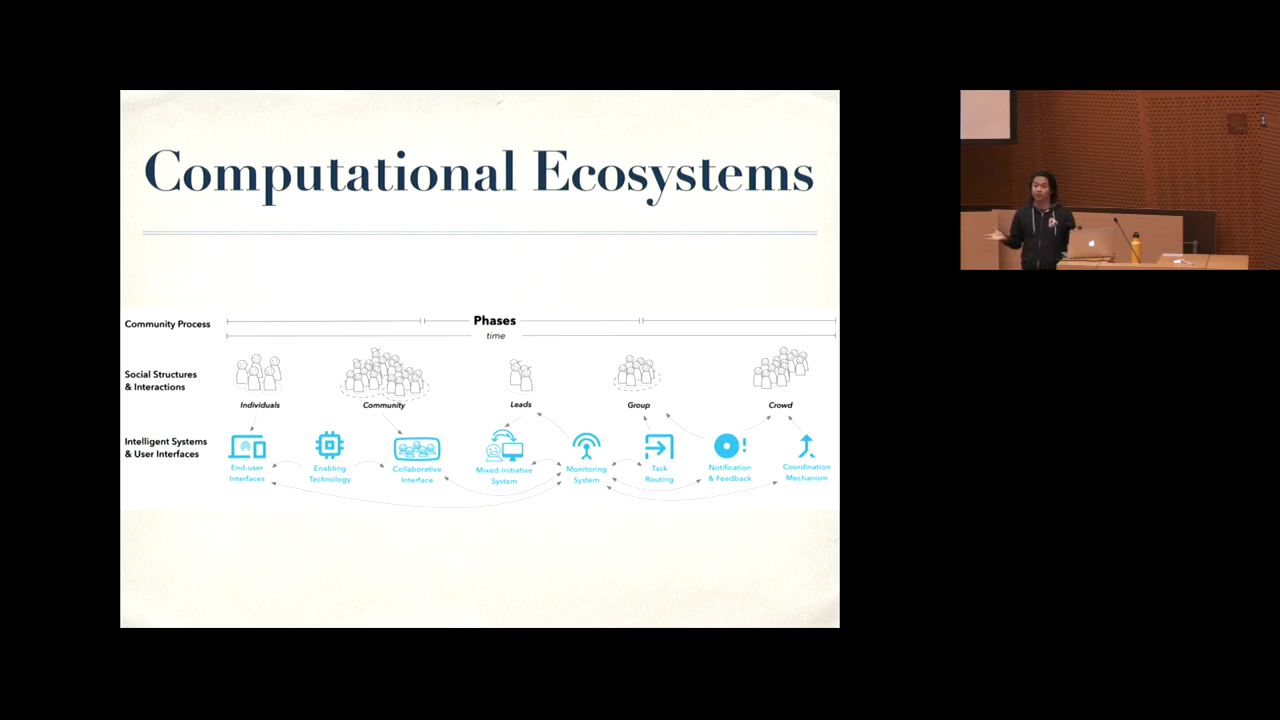 Computational Ecosystems
Community Process
Phases
time
Social Structures
& Interactions
Individuals
Community
Leads
Group
Crowd
Intelligent Systems
& User Interfaces
End-user
Interfaces
Enabling
Technology
Collaborative
Interface
Mixed-Initiative
System
Monitoring
System
Task
Routing
Notification
& Feedback
Coordination
Mechanism